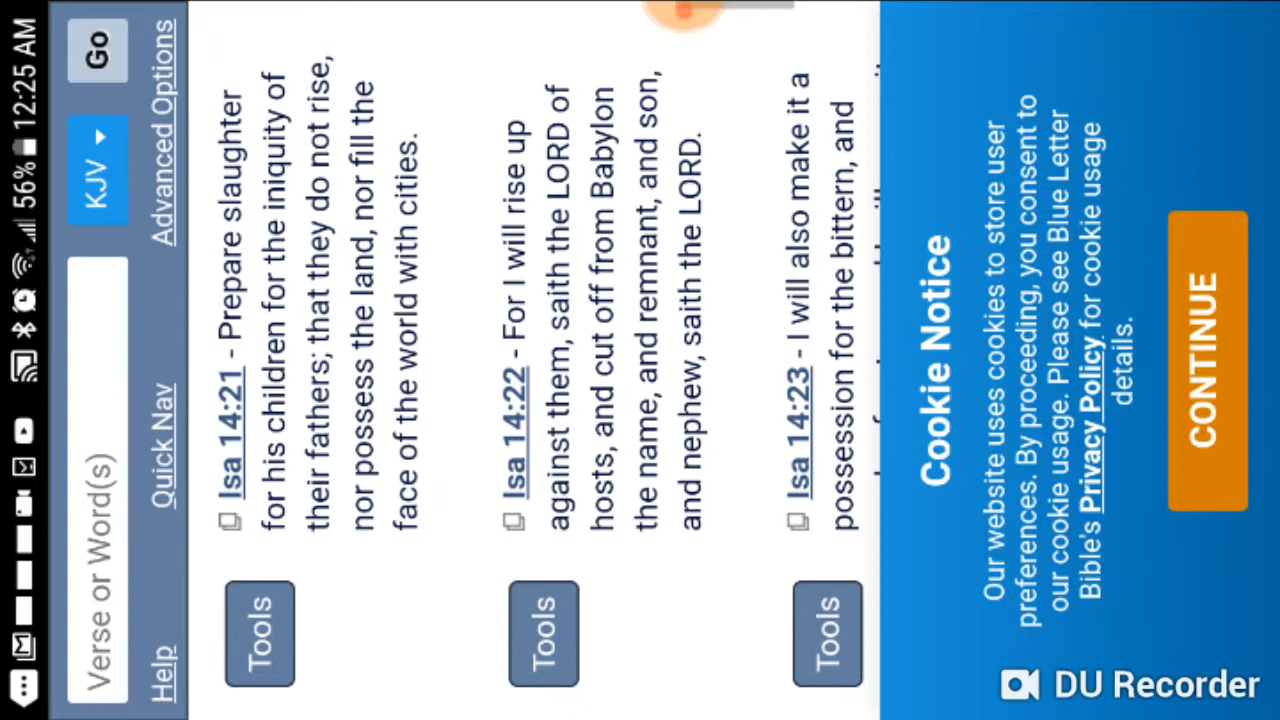 56% 12:25 AM
Verse or Word(s)
KJV
Go
Help
Quick Nav
Advanced Options
Tools
Isa 14:21 - Prepare slaughter
for his children for the iniquity of
their fathers; that they do not rise,
nor possess the land, nor fill the
face of the world with cities.
Tools
Isa 14:22 - For I will rise up
against them, saith the LORD of
hosts, and cut off from Babylon
the name, and remnant, and son,
and nephew, saith the LORD.
Tools
Isa 14:23 - I will also make it a
possession for the bittern, and
Cookie Notice
Our website uses cookies to store user
preferences. By proceeding, you consent to
our cookie usage. Please see Blue Letter
Bible's Privacy Policy for cookie usage
details.
CONTINUE
DU Recorder